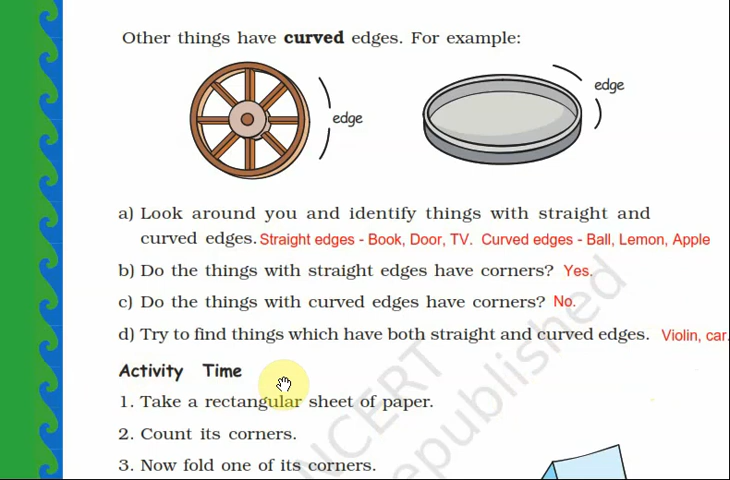 Other things have curved edges. For example:
edge
edge
a) Look around you and identify things with straight and
curved edges. Straight edges - Book, Door, TV. Curved edges - Ball, Lemon, Apple
b) Do the things with straight edges have corners? Yes.
c) Do the things with curved edges have corners? No.
d) Try to find things which have both straight and curved edges. Violin, car.
Activity Time
1. Take a rectangular sheet of paper.
2. Count its corners.
3. Now fold one of its corners.
NCERT
republished